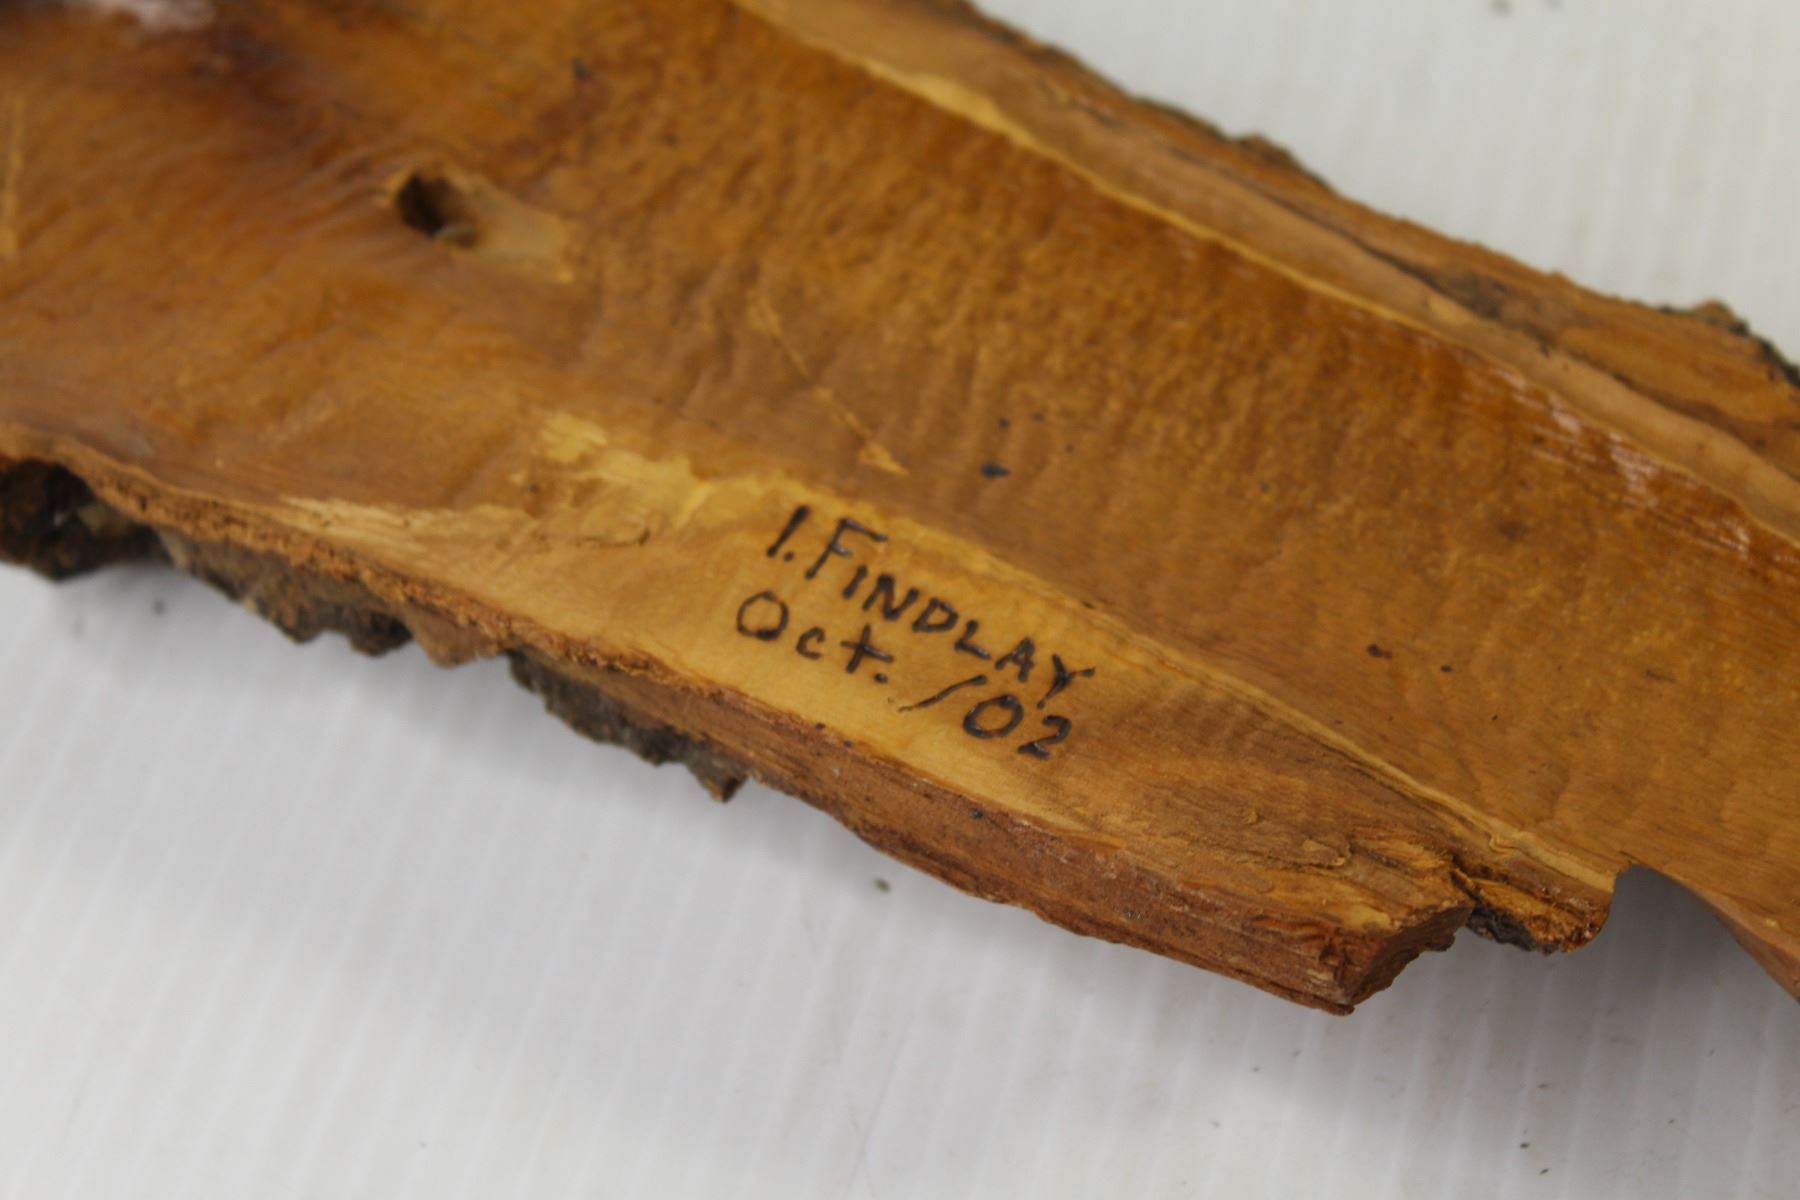 I. FINDLAY
Oct. /02